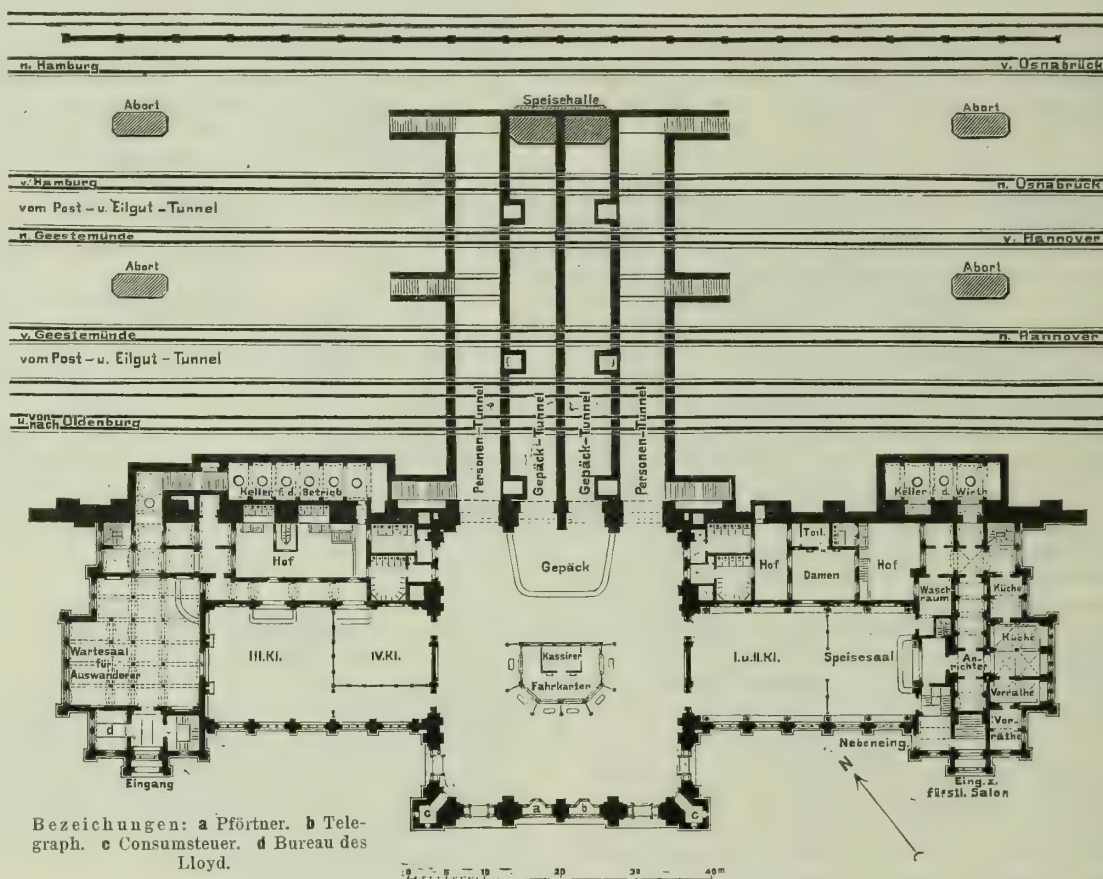 n. Hamburg
v. Osnabrück
Abort
Speisehalle
Abort
v. Hamburg
n. Osnabrück
vom Post-u. Eilgut-Tunnel
n. Geestemünde
v. Hannover
Abort
Abort
v. Geestemünde
n. Hannover
vom Post-u. Eilgut-Tunnel
Personen-Tunnel
Gepäck-Tunnel
Gepäck-Tunnel
Personen-Tunnel
u. von
nach Oldenburg
Keller f. d. Betrieb
Keller f. d. Wirth
Hof
Gepäck
Hof
Toil.
Damen
Hof
Wasch
raum
Küche
Wartesaal
für
Auswanderer
III. Kl.
IV. Kl.
Kassirer
Fahrkarten
I. u. II. Kl.
Speisesaal
An-
richter
Küche
Vorräthe
Vor-
räthe
d
Eingang
Nebeneing.
Eing. z.
fürstl. Salon
N
c
a
b
c
Bezeichungen: a Pförtner. b Tele-
graph. c Consumsteuer. d Bureau des
Lloyd.
0 5 10 20 30 40m